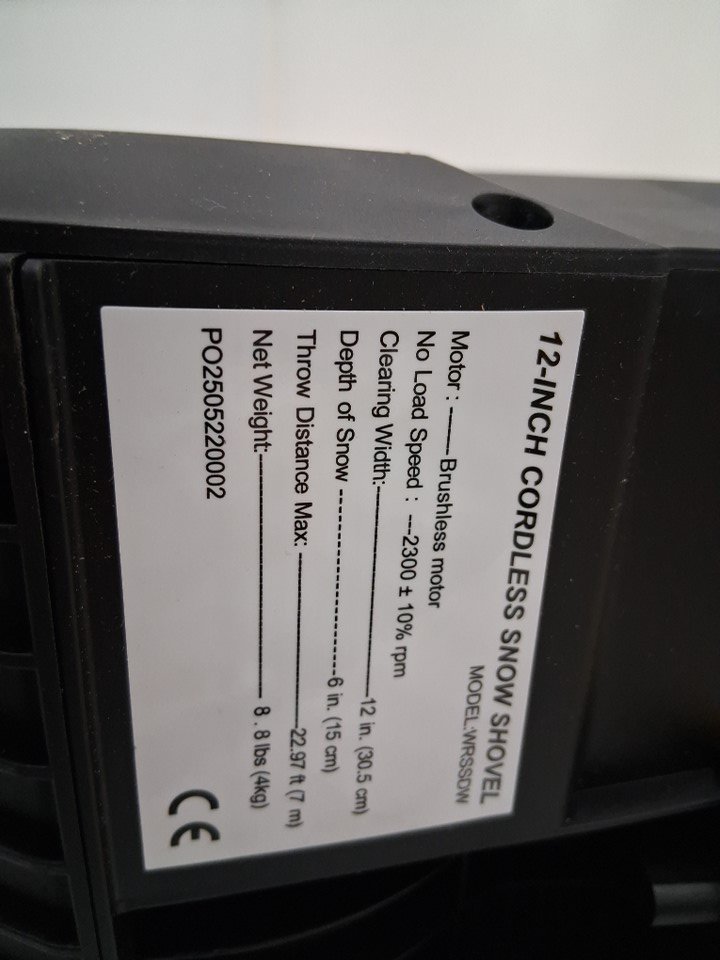 12-INCH CORDLESS SNOW SHOVEL
MODEL:WRSSDW
Motor : ------Brushless motor
No Load Speed : ---2300 ± 10% rpm
Clearing Width:--------------------------12 in. (30.5 cm)
Depth of Snow ----------------------6 in. (15 cm)
Throw Distance Max: --------------------22.97 ft (7 m)
Net Weight:------------------------------ 8 . 8 lbs (4kg)
PO2505220002
CE